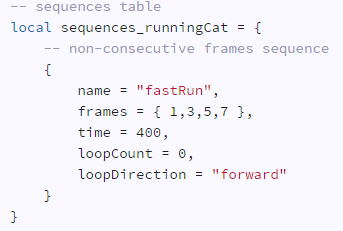 -- sequences table
local sequences_runningCat = {
    -- non-consecutive frames sequence
    {
        name = "fastRun",
        frames = { 1,3,5,7 },
        time = 400,
        loopCount = 0,
        loopDirection = "forward"
    }
}